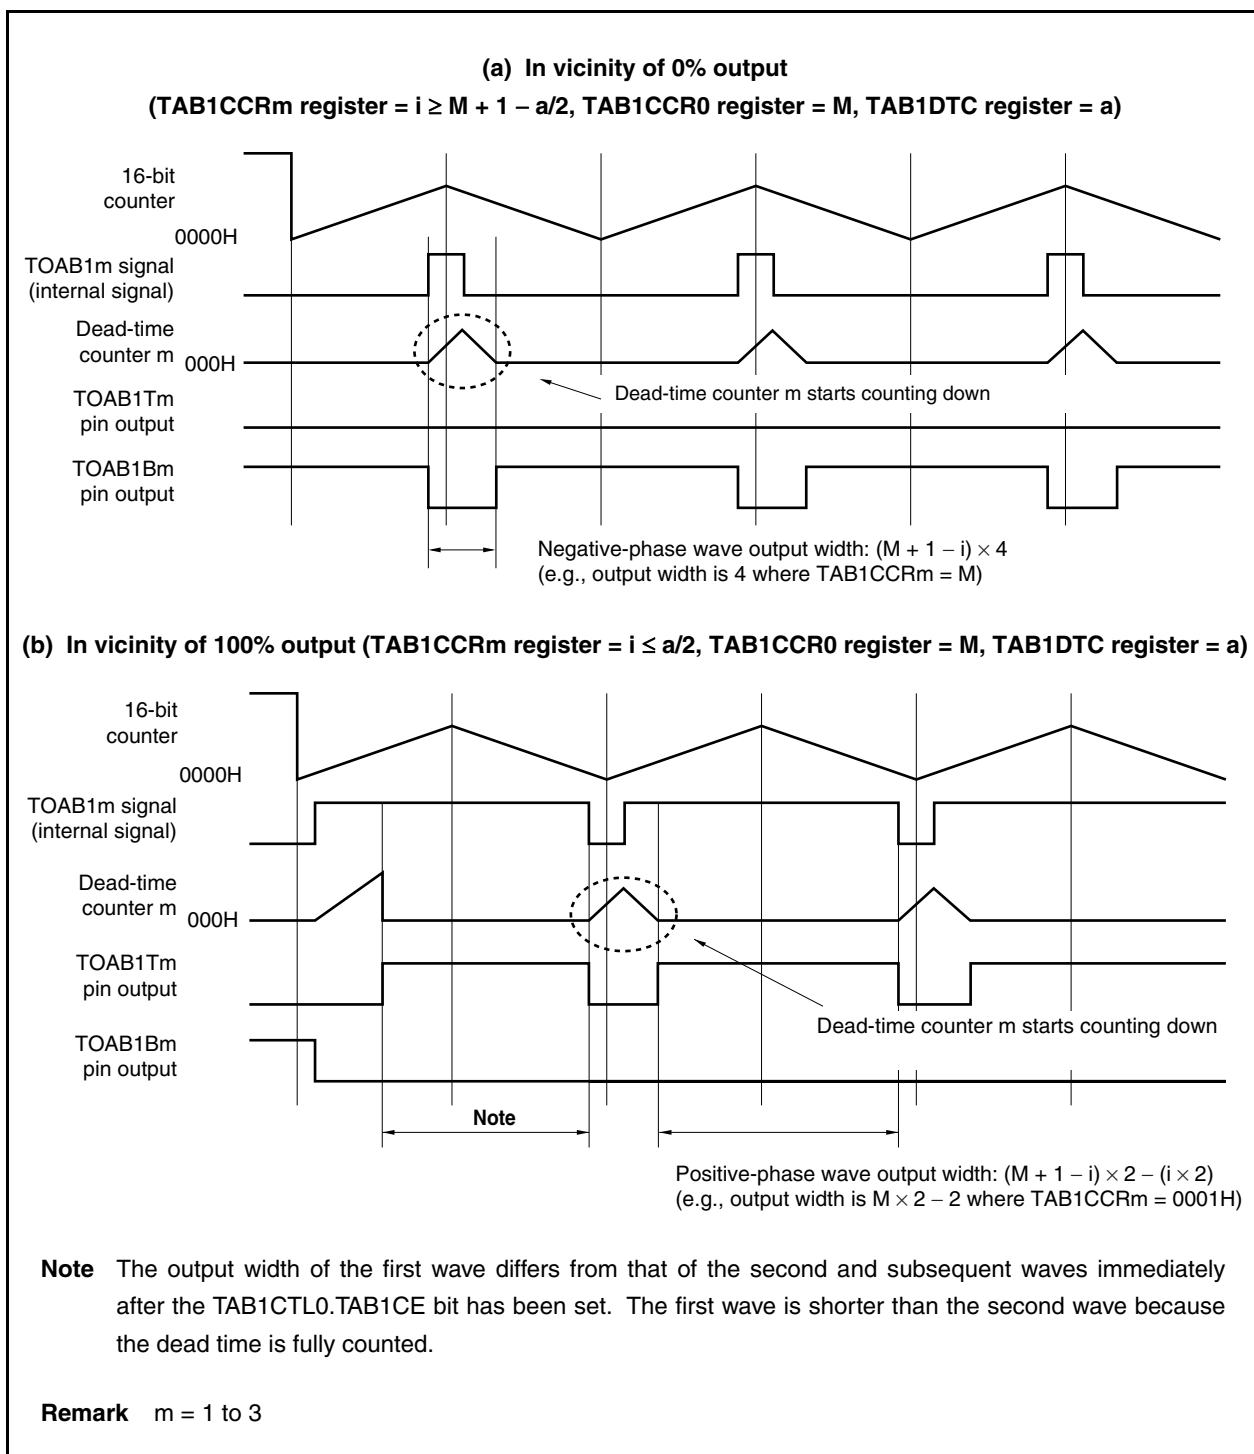 (a) In vicinity of 0% output
(TAB1CCRm register = i ≥ M + 1 – a/2, TAB1CCR0 register = M, TAB1DTC register = a)
16-bit
counter
0000H
TOAB1m signal
(internal signal)
Dead-time
counter m
000H
Dead-time counter m starts counting down
TOAB1Tm
pin output
TOAB1Bm
pin output
Negative-phase wave output width: (M + 1 – i) × 4
(e.g., output width is 4 where TAB1CCRm = M)
(b) In vicinity of 100% output (TAB1CCRm register = i ≤ a/2, TAB1CCR0 register = M, TAB1DTC register = a)
16-bit
counter
0000H
TOAB1m signal
(internal signal)
Dead-time
counter m
000H
TOAB1Tm
pin output
Dead-time counter m starts counting down
TOAB1Bm
pin output
Note
Positive-phase wave output width: (M + 1 – i) × 2 – (i × 2)
(e.g., output width is M × 2 – 2 where TAB1CCRm = 0001H)
Note The output width of the first wave differs from that of the second and subsequent waves immediately
after the TAB1CTL0.TAB1CE bit has been set. The first wave is shorter than the second wave because
the dead time is fully counted.
Remark m = 1 to 3